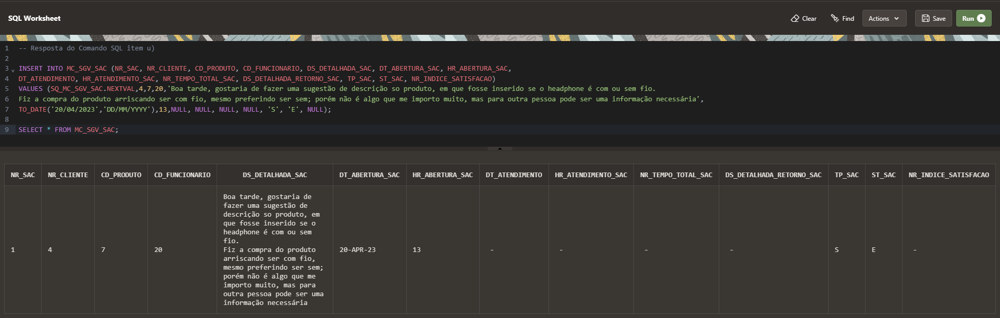 SQL Worksheet
Clear
Find
Actions
Save
Run
1 -- Resposta do Comando SQL item u)
2
3 INSERT INTO MC_SGV_SAC (NR_SAC, NR_CLIENTE, CD_PRODUTO, CD_FUNCIONARIO, DS_DETALHADA_SAC, DT_ABERTURA_SAC, HR_ABERTURA_SAC,
4 DT_ATENDIMENTO, HR_ATENDIMENTO_SAC, NR_TEMPO_TOTAL_SAC, DS_DETALHADA_RETORNO_SAC, TP_SAC, ST_SAC, NR_INDICE_SATISFACAO)
5 VALUES (SQ_MC_SGV_SAC.NEXTVAL,4,7,20,'Boa tarde, gostaria de fazer uma sugestão de descrição so produto, em que fosse inserido se o headphone é com ou sem fio.
6 Fiz a compra do produto arriscando ser com fio, mesmo preferindo ser sem; porém não é algo que me importo muito, mas para outra pessoa pode ser uma informação necessária',
7 TO_DATE('20/04/2023','DD/MM/YYYY'),13,NULL, NULL, NULL, NULL, 'S', 'E', NULL);
8
9 SELECT * FROM MC_SGV_SAC;
NR_SAC NR_CLIENTE CD_PRODUTO CD_FUNCIONARIO DS_DETALHADA_SAC DT_ABERTURA_SAC HR_ABERTURA_SAC DT_ATENDIMENTO HR_ATENDIMENTO_SAC NR_TEMPO_TOTAL_SAC DS_DETALHADA_RETORNO_SAC TP_SAC ST_SAC NR_INDICE_SATISFACAO
1 4 7 20
Boa tarde, gostaria de
fazer uma sugestão de
descrição so produto, em
que fosse inserido se o
headphone é com ou sem
fio.
Fiz a compra do produto
arriscando ser com fio,
mesmo preferindo ser sem;
porém não é algo que me
importo muito, mas para
outra pessoa pode ser uma
informação necessária
20-APR-23 13 - - - - S E -